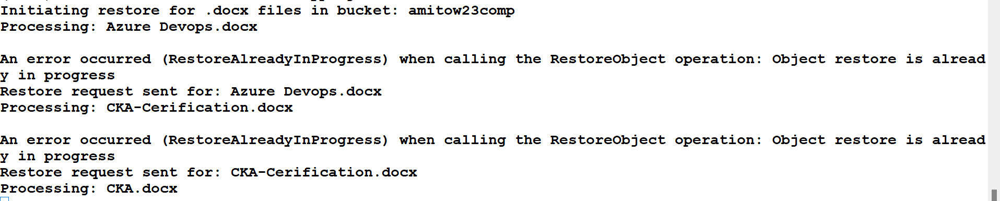 Initiating restore for .docx files in bucket: amitow23comp
Processing: Azure Devops.docx
An error occurred (RestoreAlreadyInProgress) when calling the RestoreObject operation: Object restore is alread
y in progress
Restore request sent for: Azure Devops.docx
Processing: CKA-Cerification.docx
An error occurred (RestoreAlreadyInProgress) when calling the RestoreObject operation: Object restore is alread
y in progress
Restore request sent for: CKA-Cerification.docx
Processing: CKA.docx